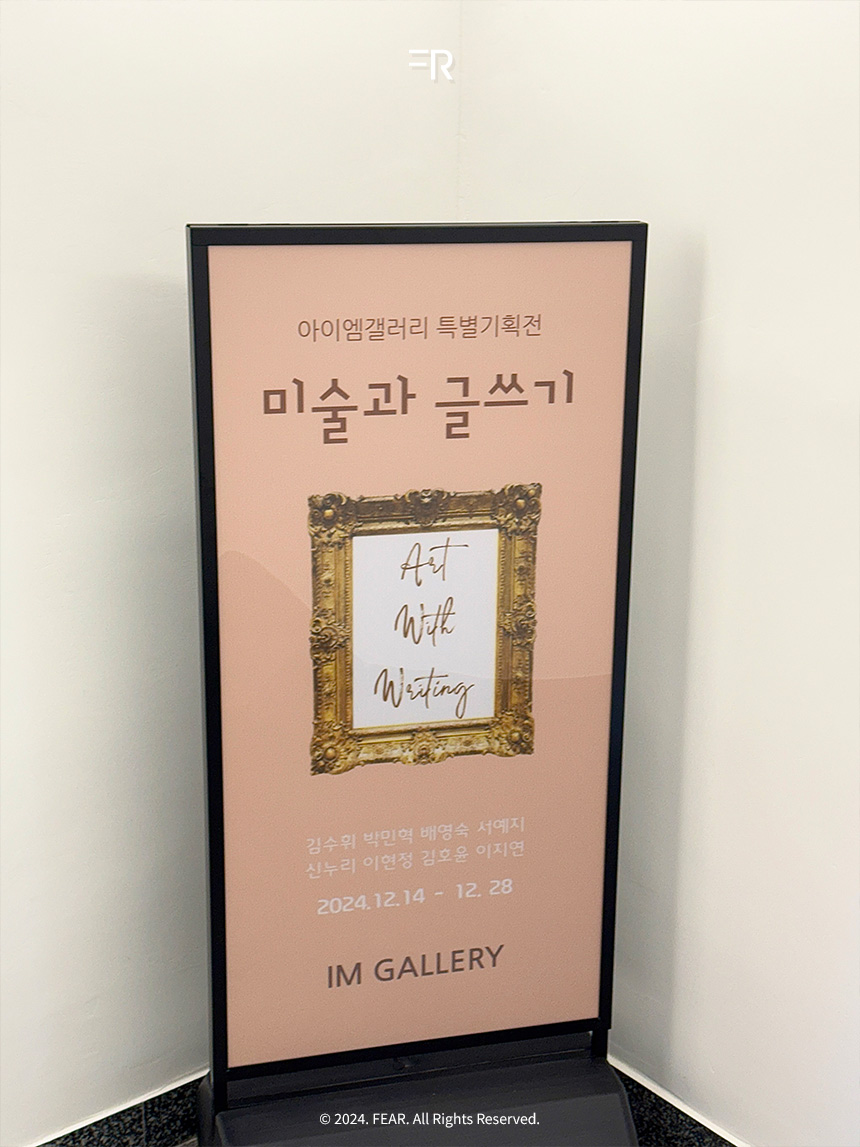 FR
아이엠갤러리 특별기획전
미술과 글쓰기
Art
With
Writing
김수휘 박민혁 배영숙 서예지
신누리 이현정 김호윤 이지연
2024.12.14 - 12. 28
IM GALLERY
© 2024. FEAR. All Rights Reserved.